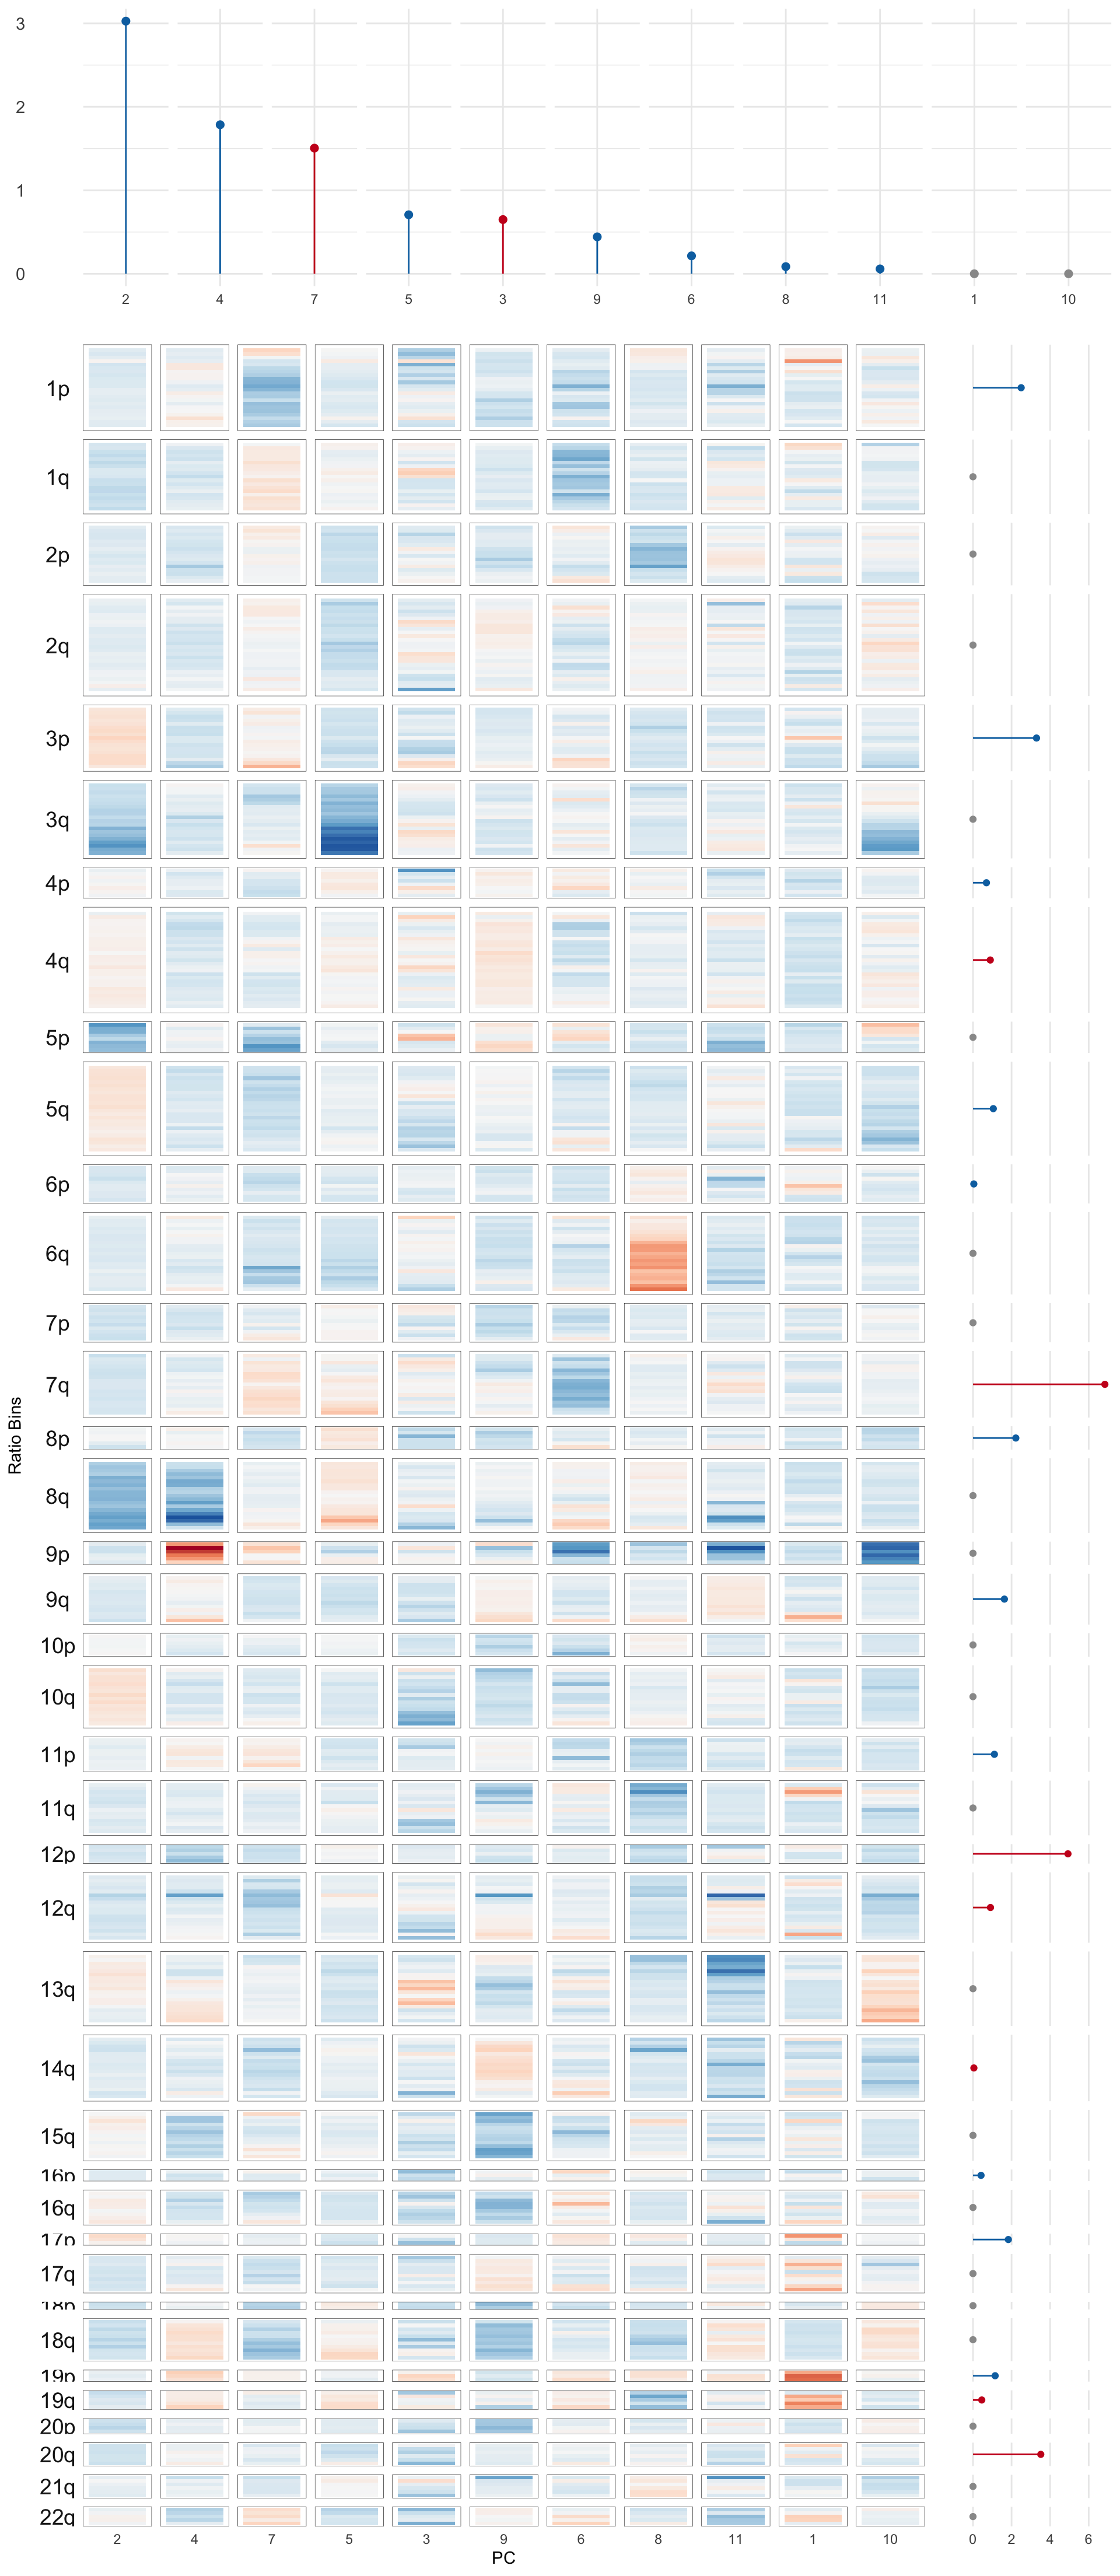 3
2
1
0
2 4 7 5 3 9 6 8 11 1 10
1p
1q
2p
2q
3p
3q
4p
4q
5p
5q
6p
6q
7p
7q
8p
8q
9p
9q
10p
10q
11p
11q
12p
12q
13q
14q
15q
16p
16q
17p
17q
18p
18q
19p
19q
20p
20q
21q
22q
Ratio Bins
2 4 7 5 3 9 6 8 11 1 10 0 2 4 6
PC